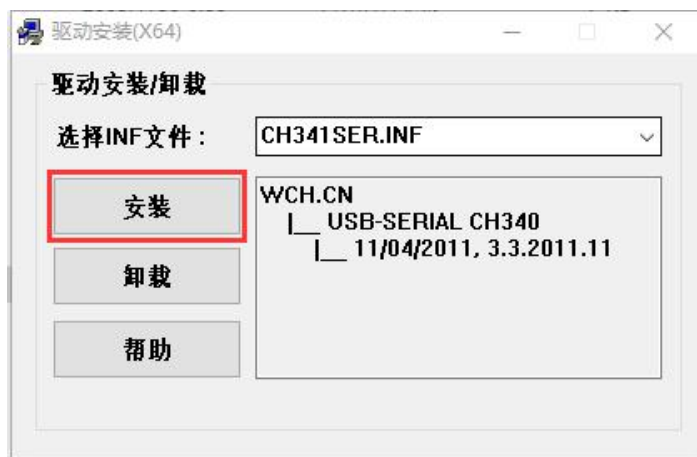 驱动安装(X64)
驱动安装/卸载
选择INF文件：
CH341SER.INF
安装
WCH.CN
|__ USB-SERIAL CH340
|__ 11/04/2011, 3.3.2011.11
卸载
帮助